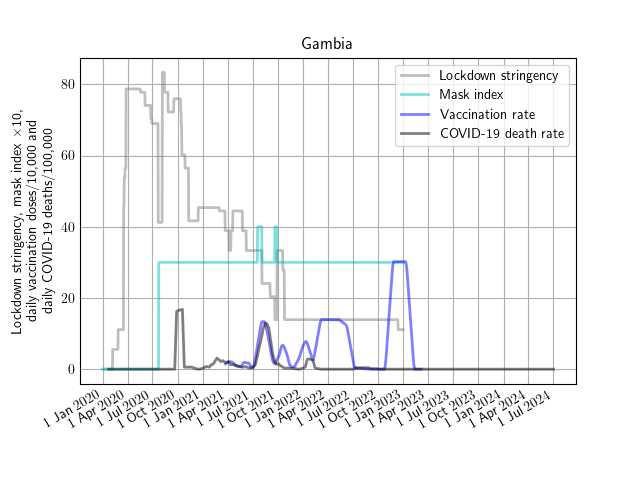 Gambia
Lockdown stringency
Mask index
Vaccination rate
COVID-19 death rate
Lockdown stringency, mask index ×10,
daily vaccination doses/10,000 and
daily COVID-19 deaths/100,000
80
60
40
20
0
1 Jan 2020
1 Apr 2020
1 Jul 2020
1 Oct 2020
1 Jan 2021
1 Apr 2021
1 Jul 2021
1 Oct 2021
1 Jan 2022
1 Apr 2022
1 Jul 2022
1 Oct 2022
1 Jan 2023
1 Apr 2023
1 Jul 2023
1 Oct 2023
1 Jan 2024
1 Apr 2024
1 Jul 2024